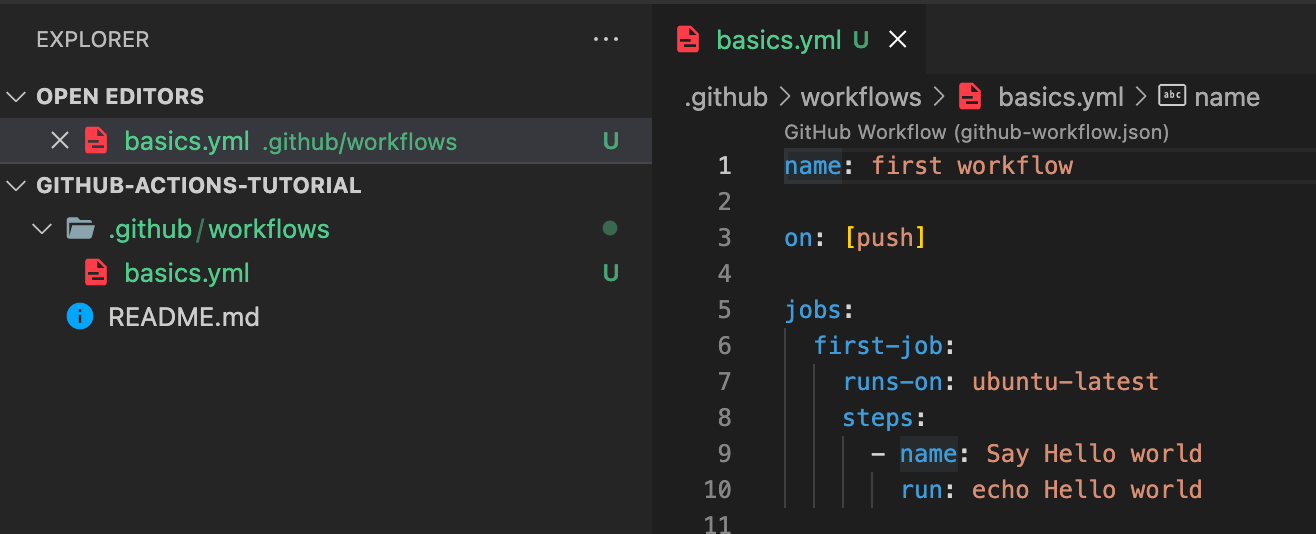 EXPLORER ...
OPEN EDITORS
basics.yml .github/workflows U
GITHUB-ACTIONS-TUTORIAL
.github/workflows
basics.yml U
README.md
basics.yml U
.github > workflows > basics.yml > abc name
GitHub Workflow (github-workflow.json)
1 name: first workflow
2
3 on: [push]
4
5 jobs:
6 first-job:
7 runs-on: ubuntu-latest
8 steps:
9 - name: Say Hello world
10 run: echo Hello world
11